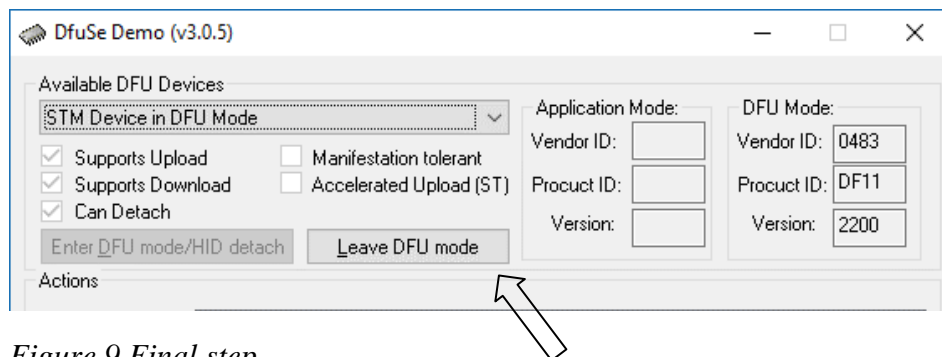 DfuSe Demo (v3.0.5)
Available DFU Devices
STM Device in DFU Mode
Supports Upload
Manifestation tolerant
Supports Download
Accelerated Upload (ST)
Can Detach
Enter DFU mode/HID detach
Leave DFU mode
Application Mode:
Vendor ID:
Procuct ID:
Version:
DFU Mode:
Vendor ID: 0483
Procuct ID: DF11
Version: 2200
Actions
Figure 9 Final step